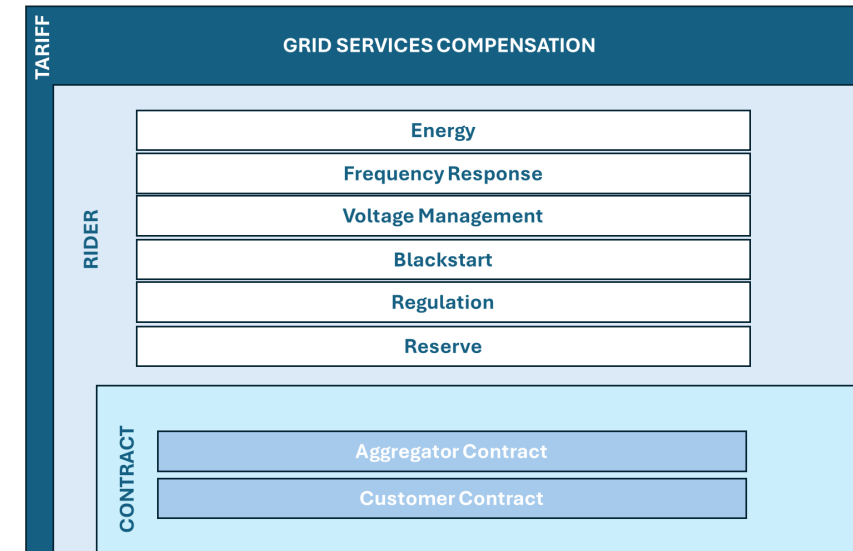 TARIFF
GRID SERVICES COMPENSATION
RIDER
Energy
Frequency Response
Voltage Management
Blackstart
Regulation
Reserve
CONTRACT
Aggregator Contract
Customer Contract